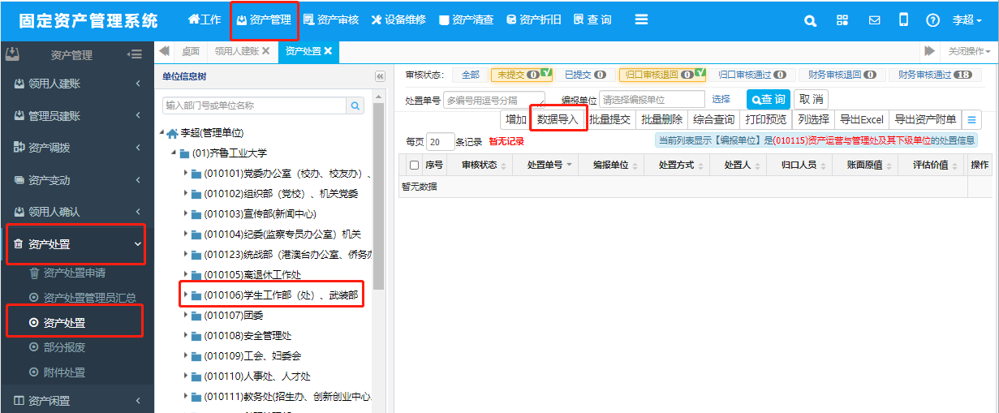 固定资产管理系统 工作 资产管理 资产审核 设备维修 资产清查 资产折旧 查 询 李超
资产管理
领用人建账
管理员建账
资产调拨
资产变动
领用人确认
资产处置
资产处置申请
资产处置管理员汇总
资产处置
部分报废
附件处置
资产闲置
桌面 领用人建账 资产处置 关闭操作
单位信息树
输入部门号或单位名称
李超(管理单位)
(01)齐鲁工业大学
(010101)党委办公室（校办、校友办）、
(010102)组织部（党校）、机关党委
(010103)宣传部(新闻中心)
(010104)纪委(监察专员办公室）机关
(010123)统战部（港澳台办公室、侨务办
(010105)离退休工作处
(010106)学生工作部（处）、武装部
(010107)团委
(010108)安全管理处
(010109)工会、妇委会
(010110)人事处、人才处
(010111)教务处(招生办、创新创业中心
审核状态: 全部 未提交 0 已提交 0 归口审核退回 0 归口审核通过 0 财务审核退回 0 财务审核通过 18
处置单号 多编号用逗号分隔 编报单位 请选择编报单位 选择 查 询 取 消
增加 数据导入 批量提交 批量删除 综合查询 打印预览 列选择 导出Excel 导出资产附单
每页 20 条记录 暂无记录 当前列表显示【编报单位】是(010115)资产运营与管理处及其下级单位的处置信息
序号 审核状态 处置单号 编报单位 处置方式 处置人 归口人员 账面原值 评估价值 操作
暂无数据